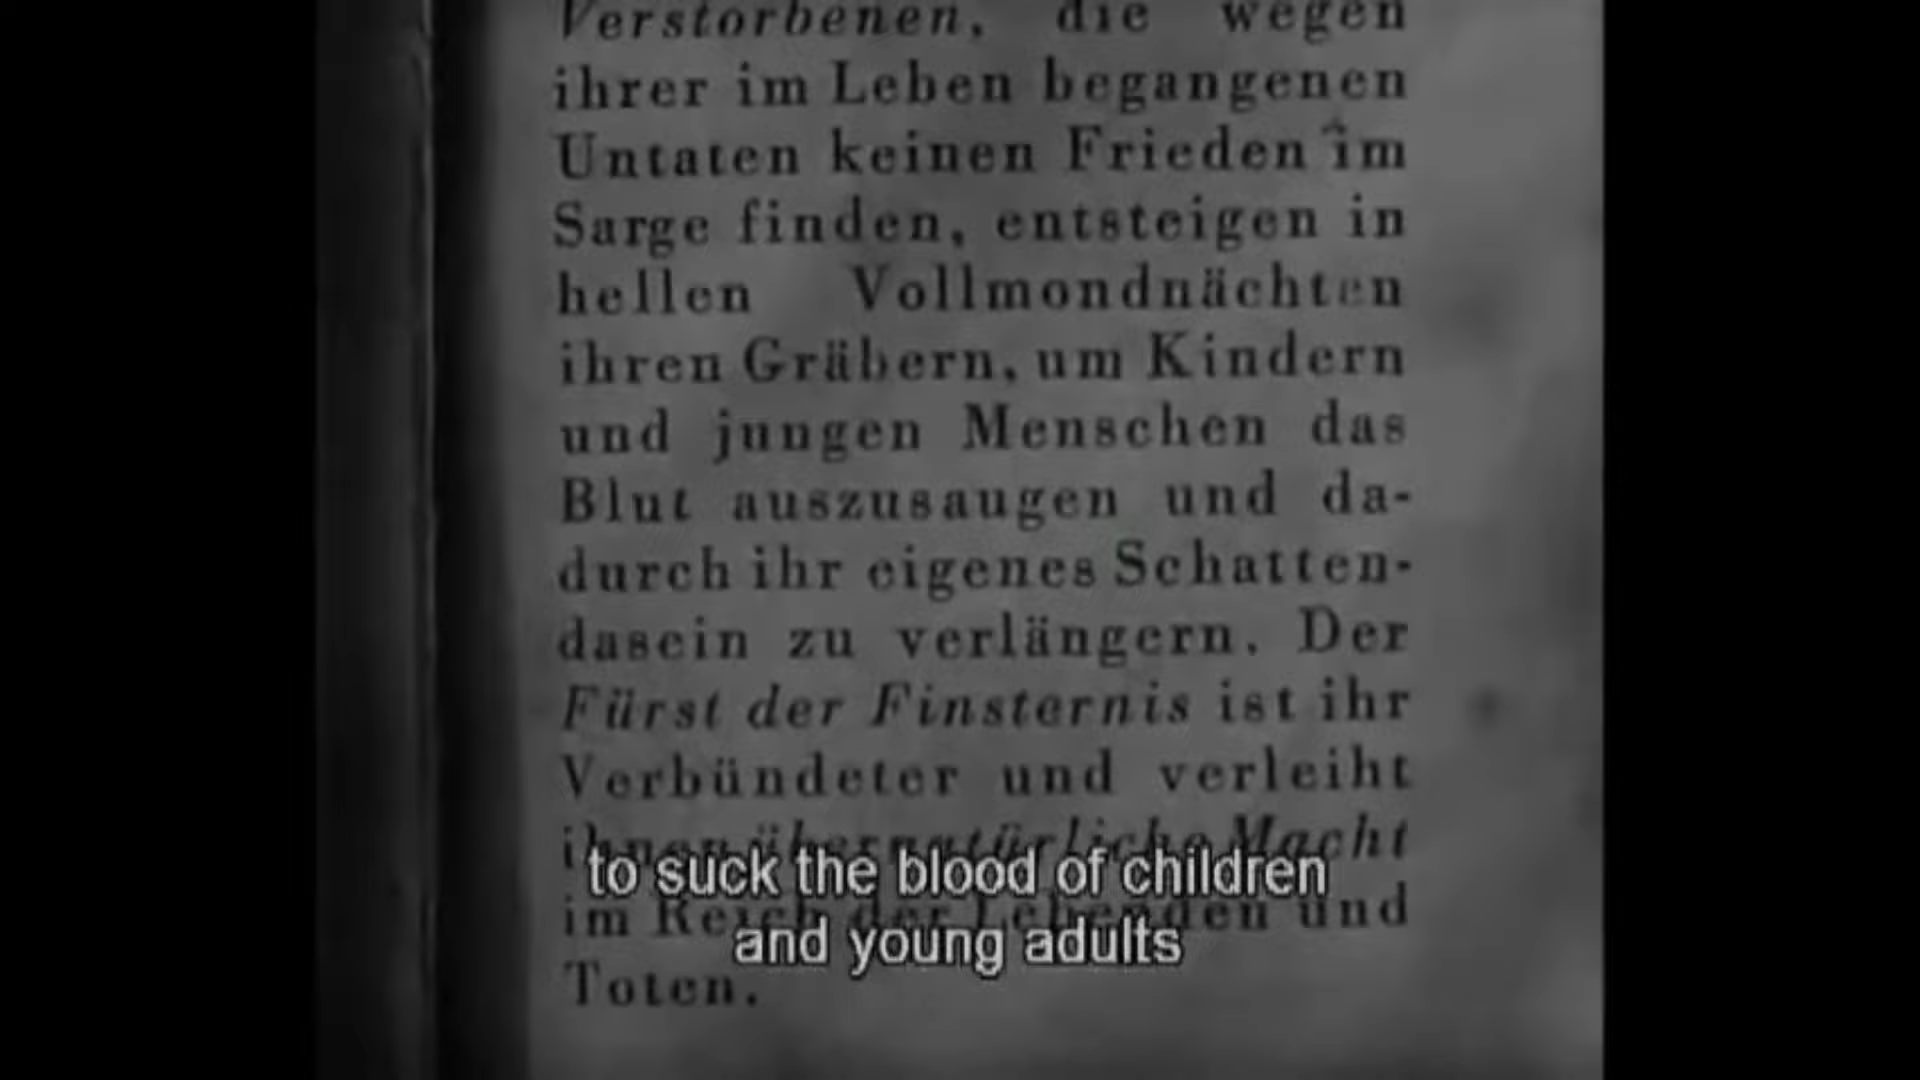 Verstorbenen, die wegen
ihrer im Leben begangenen
Untaten keinen Frieden im
Sarge finden, entsteigen in
hellen Vollmondnächten
ihren Gräbern, um Kindern
und jungen Menschen das
Blut auszusaugen und da-
durch ihr eigenes Schatten-
dasein zu verlängern. Der
Fürst der Finsternis ist ihr
Verbündeter und verleiht
ihnen übernatürliche Macht
im Reich der Lebenden und
Toten.
to suck the blood of children
and young adults